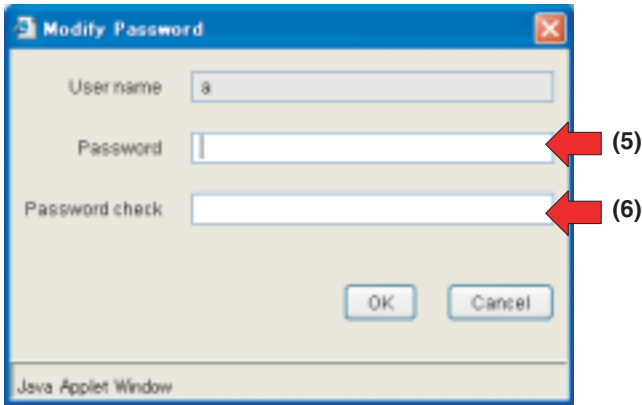 Modify Password
User name a
Password (5)
Password check (6)
OK Cancel
Java Applet Window